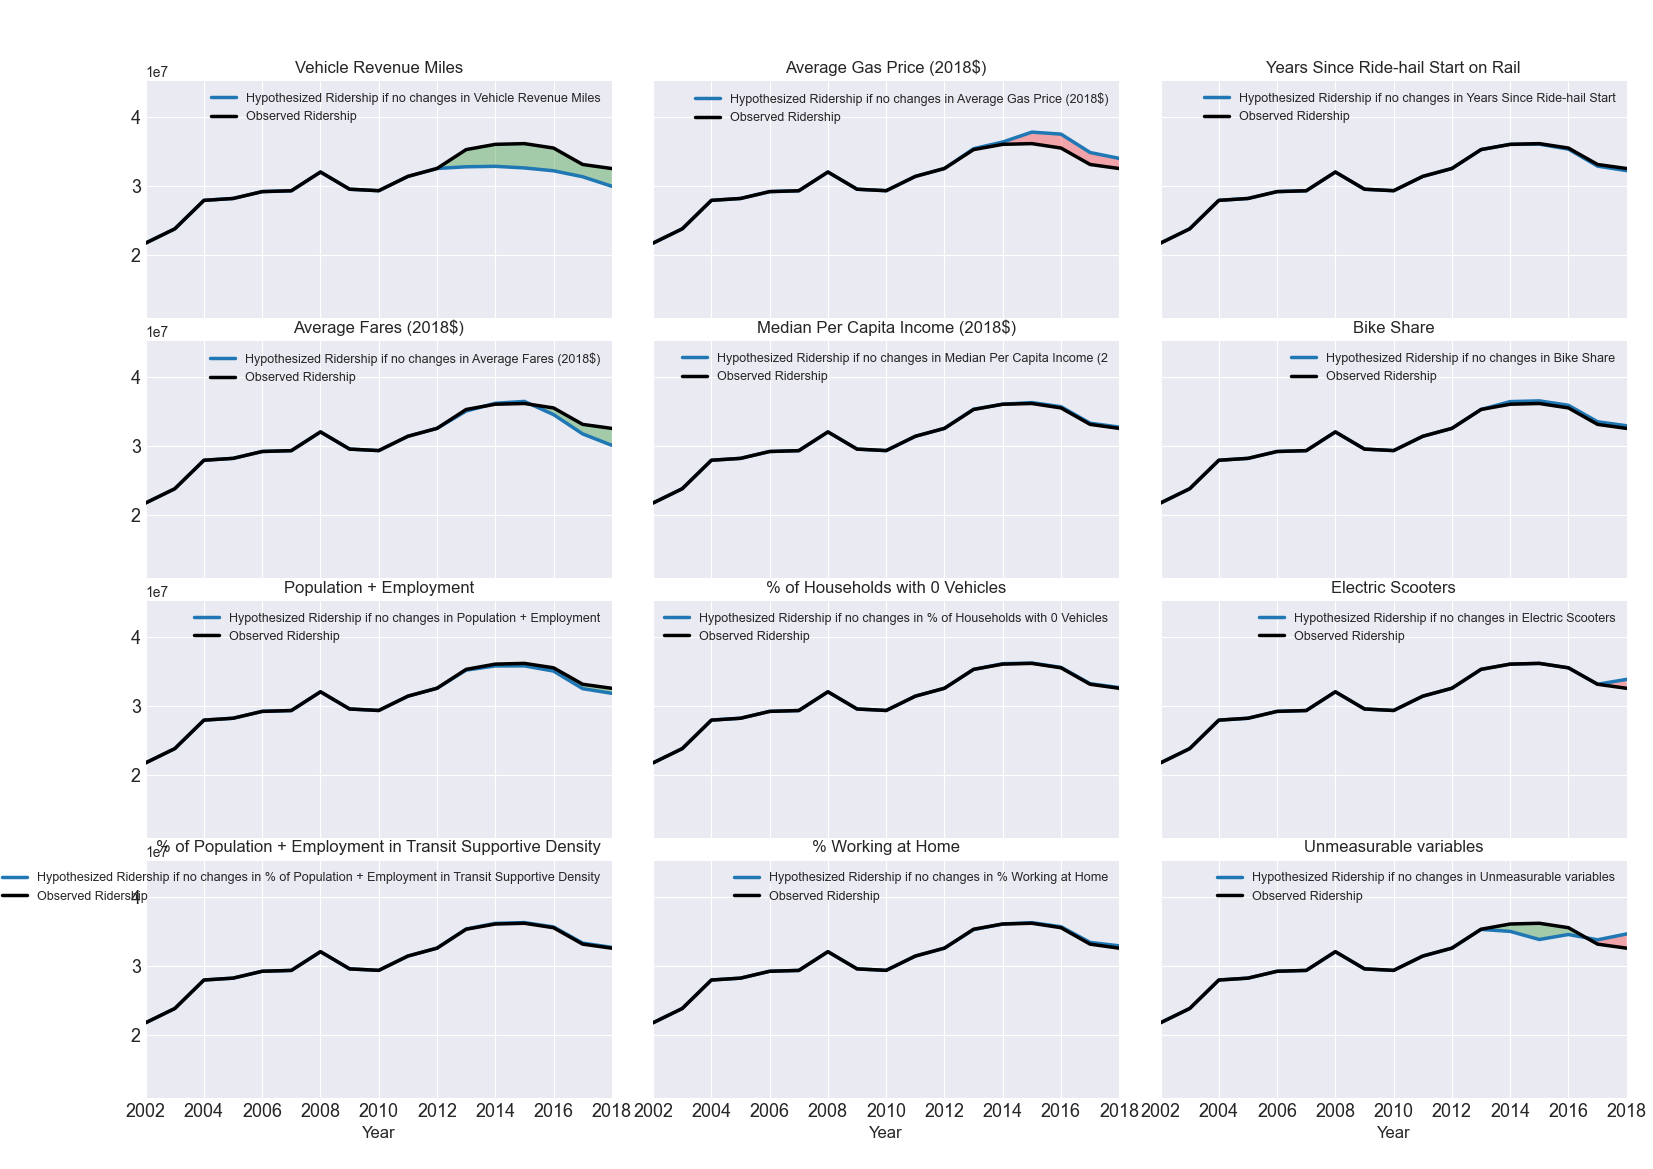 Vehicle Revenue Miles
1e7
Hypothesized Ridership if no changes in Vehicle Revenue Miles
Observed Ridership
4
3
2
Average Gas Price (2018$)
Hypothesized Ridership if no changes in Average Gas Price (2018$)
Observed Ridership
Years Since Ride-hail Start on Rail
Hypothesized Ridership if no changes in Years Since Ride-hail Start
Observed Ridership
Average Fares (2018$)
1e7
Hypothesized Ridership if no changes in Average Fares (2018$)
Observed Ridership
4
3
2
Median Per Capita Income (2018$)
Hypothesized Ridership if no changes in Median Per Capita Income (2
Observed Ridership
Bike Share
Hypothesized Ridership if no changes in Bike Share
Observed Ridership
Population + Employment
1e7
Hypothesized Ridership if no changes in Population + Employment
Observed Ridership
4
3
2
% of Households with 0 Vehicles
Hypothesized Ridership if no changes in % of Households with 0 Vehicles
Observed Ridership
Electric Scooters
Hypothesized Ridership if no changes in Electric Scooters
Observed Ridership
% of Population + Employment in Transit Supportive Density
1e7
Hypothesized Ridership if no changes in % of Population + Employment in Transit Supportive Density
Observed Ridership
4
3
2
2002 2004 2006 2008 2010 2012 2014 2016 2018
Year
% Working at Home
Hypothesized Ridership if no changes in % Working at Home
Observed Ridership
2002 2004 2006 2008 2010 2012 2014 2016 2018
Year
Unmeasurable variables
Hypothesized Ridership if no changes in Unmeasurable variables
Observed Ridership
2002 2004 2006 2008 2010 2012 2014 2016 2018
Year